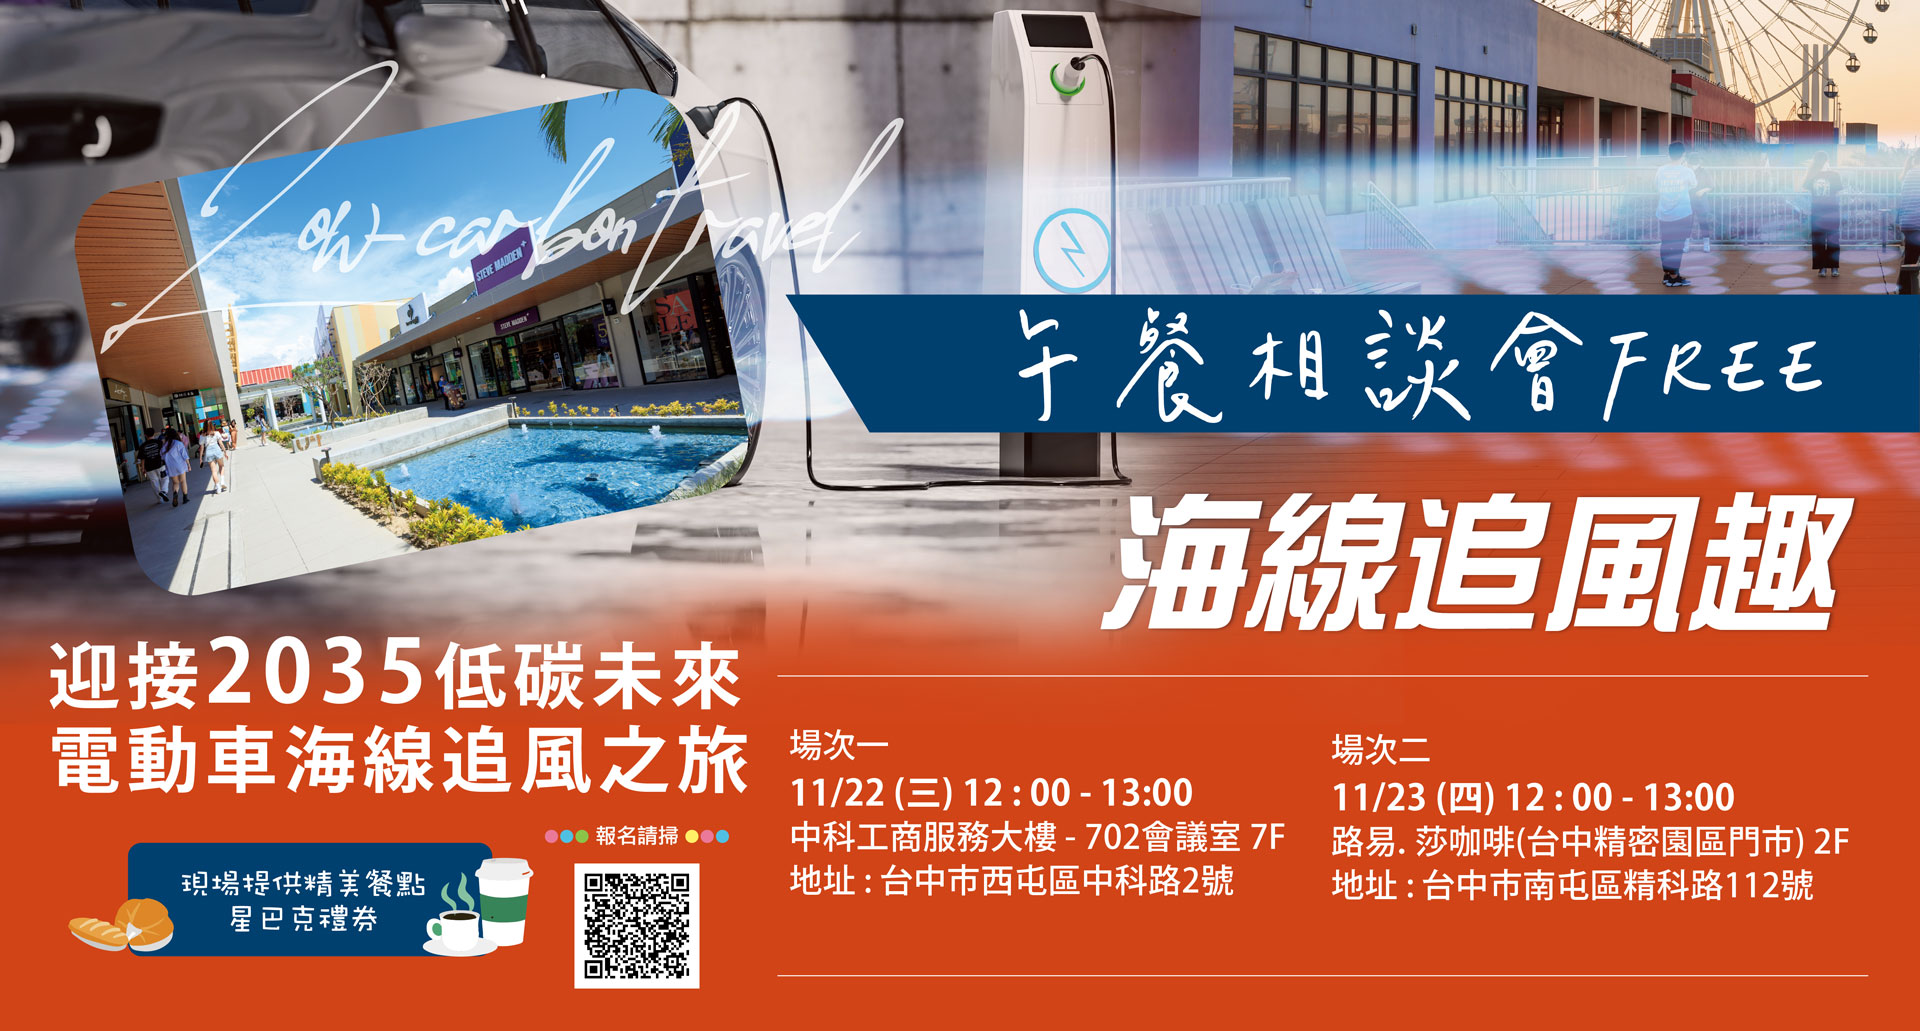 Low-carbon travel
STEVE MADDEN
STEVE MADDEN
SALE
午餐相談會FREE
海線追風趣
迎接2035低碳未來
電動車海線追風之旅
報名請掃
現場提供精美餐點
星巴克禮券
場次一
11/22 (三) 12 : 00 - 13:00
中科工商服務大樓 - 702會議室 7F
地址 : 台中市西屯區中科路2號
場次二
11/23 (四) 12 : 00 - 13:00
路易. 莎咖啡(台中精密園區門市) 2F
地址 : 台中市南屯區精科路112號